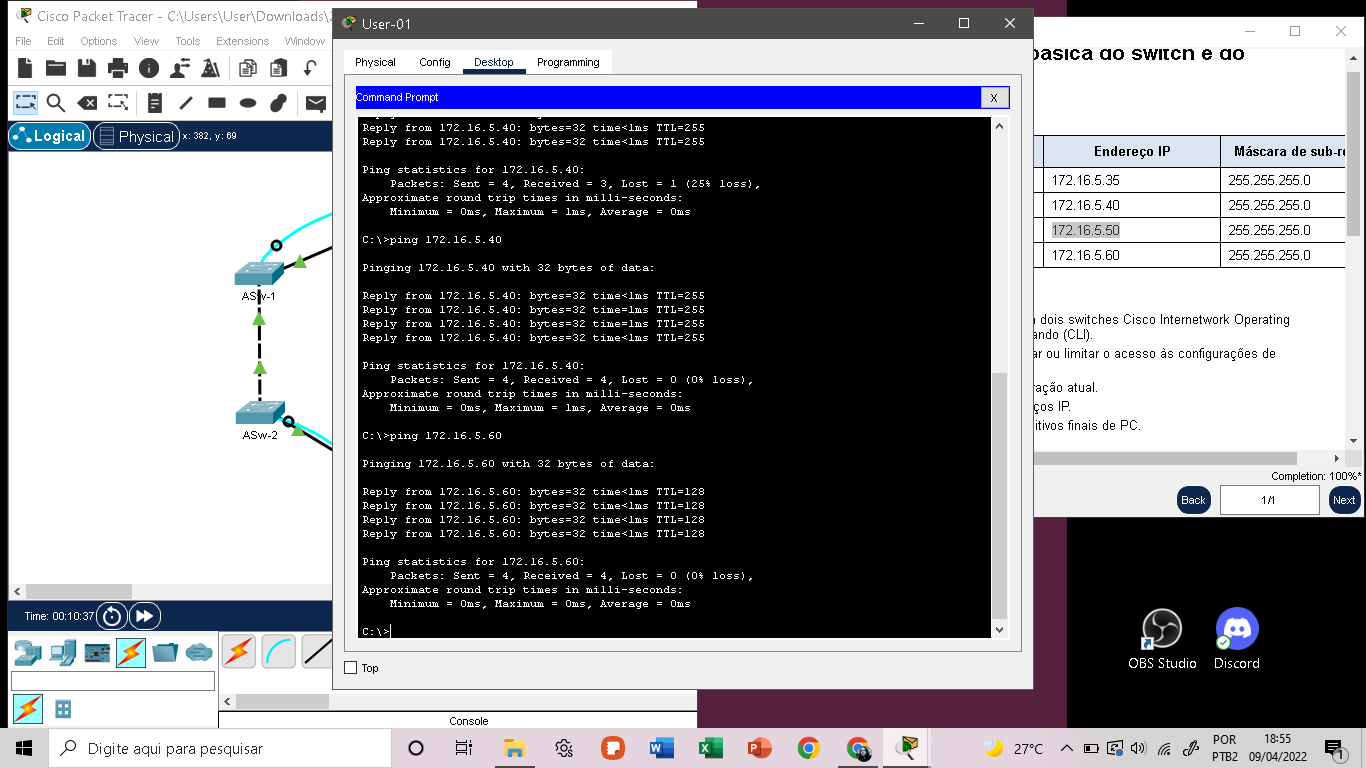 Cisco Packet Tracer - C:\Users\User\Downloads\
File Edit Options View Tools Extensions Window
Logical
Physical
x: 382, y: 69
ASw-1
ASw-2
Time: 00:10:37
Console
User-01
Physical Config Desktop Programming
Command Prompt
X
Reply from 172.16.5.40: bytes=32 time<1ms TTL=255
Reply from 172.16.5.40: bytes=32 time<1ms TTL=255
Ping statistics for 172.16.5.40:
Packets: Sent = 4, Received = 3, Lost = 1 (25% loss),
Approximate round trip times in milli-seconds:
Minimum = 0ms, Maximum = 1ms, Average = 0ms
C:\>ping 172.16.5.40
Pinging 172.16.5.40 with 32 bytes of data:
Reply from 172.16.5.40: bytes=32 time<1ms TTL=255
Reply from 172.16.5.40: bytes=32 time<1ms TTL=255
Reply from 172.16.5.40: bytes=32 time=1ms TTL=255
Reply from 172.16.5.40: bytes=32 time<1ms TTL=255
Ping statistics for 172.16.5.40:
Packets: Sent = 4, Received = 4, Lost = 0 (0% loss),
Approximate round trip times in milli-seconds:
Minimum = 0ms, Maximum = 1ms, Average = 0ms
C:\>ping 172.16.5.60
Pinging 172.16.5.60 with 32 bytes of data:
Reply from 172.16.5.60: bytes=32 time<1ms TTL=128
Reply from 172.16.5.60: bytes=32 time<1ms TTL=128
Reply from 172.16.5.60: bytes=32 time<1ms TTL=128
Reply from 172.16.5.60: bytes=32 time<1ms TTL=128
Ping statistics for 172.16.5.60:
Packets: Sent = 4, Received = 4, Lost = 0 (0% loss),
Approximate round trip times in milli-seconds:
Minimum = 0ms, Maximum = 0ms, Average = 0ms
C:\>
Top
básica do switch e do
Endereço IP Máscara de sub-re
172.16.5.35 255.255.255.0
172.16.5.40 255.255.255.0
172.16.5.50 255.255.255.0
172.16.5.60 255.255.255.0
dois switches Cisco Internetwork Operating
ando (CLI).
ar ou limitar o acesso às configurações de
ração atual.
ços IP.
itivos finais de PC.
Completion: 100%*
Back 1/1 Next
OBS Studio
Discord
Digite aqui para pesquisar
27°C
POR
PTB2
18:55
09/04/2022
1